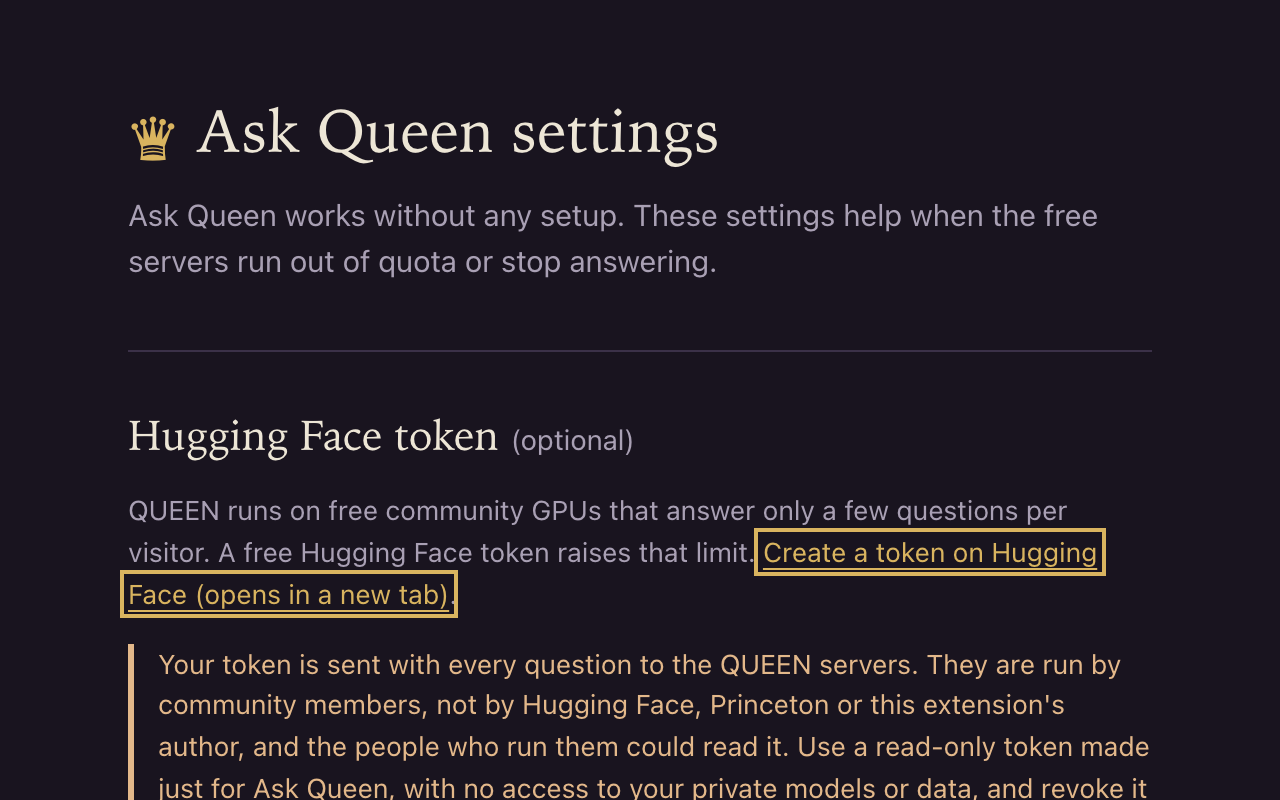 Ask Queen settings
Ask Queen works without any setup. These settings help when the free
servers run out of quota or stop answering.
Hugging Face token (optional)
QUEEN runs on free community GPUs that answer only a few questions per
visitor. A free Hugging Face token raises that limit. Create a token on Hugging
Face (opens in a new tab).
Your token is sent with every question to the QUEEN servers. They are run by
community members, not by Hugging Face, Princeton or this extension's
author, and the people who run them could read it. Use a read-only token made
just for Ask Queen, with no access to your private models or data, and revoke it